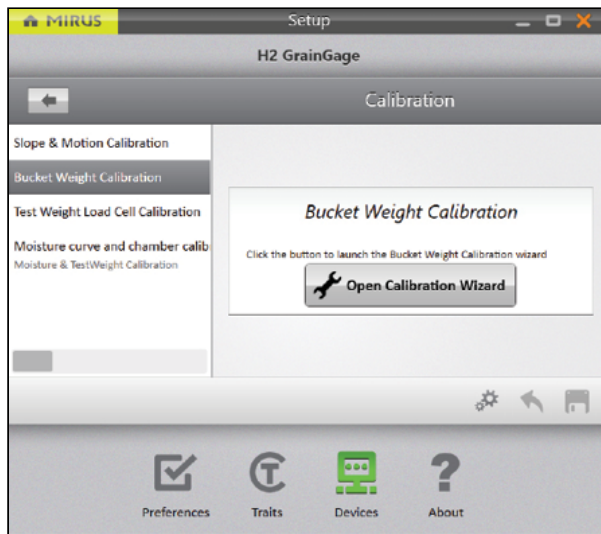 MIRUS
Setup
H2 GrainGage
Calibration
Slope & Motion Calibration
Bucket Weight Calibration
Test Weight Load Cell Calibration
Moisture curve and chamber calib
Moisture & TestWeight Calibration
Bucket Weight Calibration
Click the button to launch the Bucket Weight Calibration wizard
Open Calibration Wizard
Preferences
Traits
Devices
About